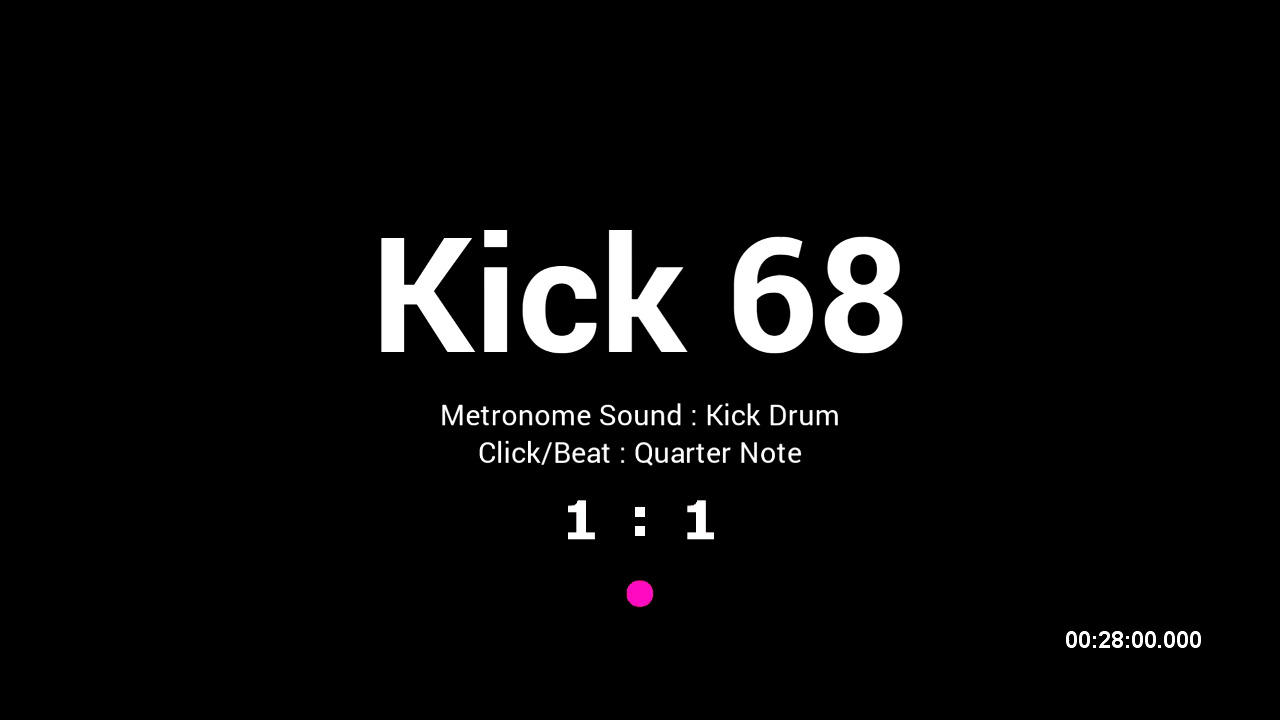 Kick 68
Metronome Sound : Kick Drum
Click/Beat : Quarter Note
1 : 1
00:28:00.000